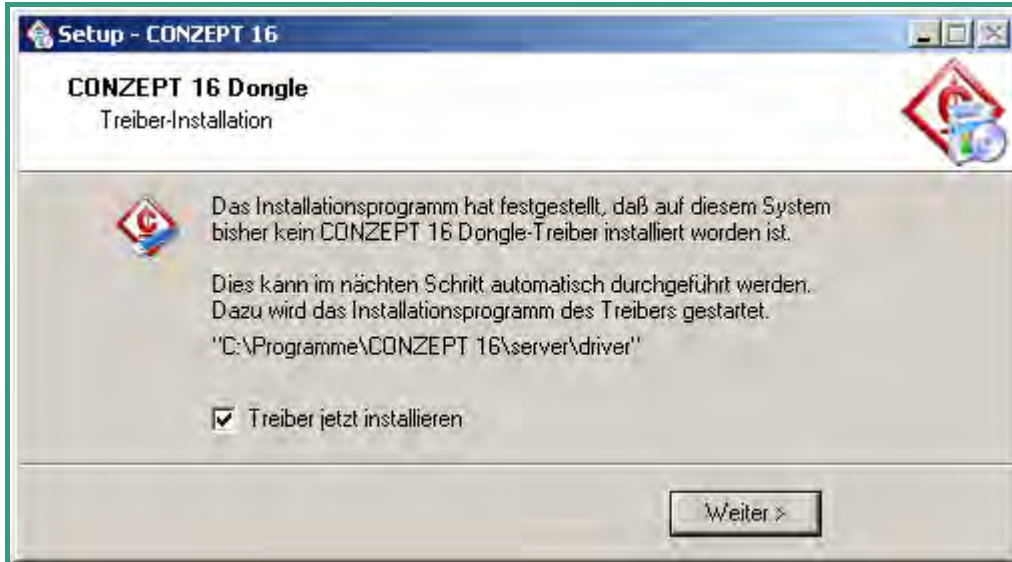 Setup - CONZEPT 16
CONZEPT 16 Dongle
Treiber-Installation
Das Installationsprogramm hat festgestellt, daß auf diesem System
bisher kein CONZEPT 16 Dongle-Treiber installiert worden ist.
Dies kann im nächsten Schritt automatisch durchgeführt werden.
Dazu wird das Installationsprogramm des Treibers gestartet.
"C:\Programme\CONZEPT 16\server\driver"
Treiber jetzt installieren
Weiter >